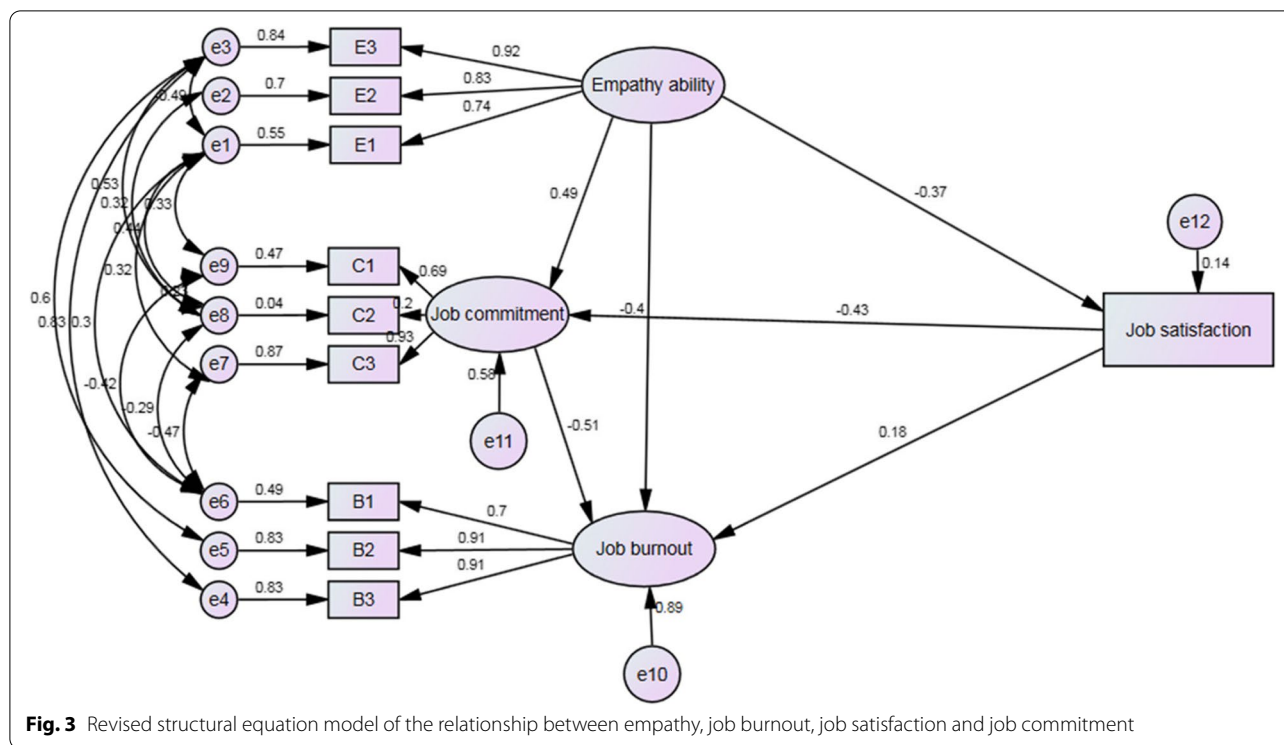 e3 0.84 E3
0.92
Empathy ability
-0.49
e2 0.7 E2
0.83
e1 0.55 E1
0.74
0.53
0.32
0.33
0.44
0.49
-0.37
e12
0.14
e9 0.47 C1
0.69
0.32
e8 0.04 C2
0.2
Job commitment
-0.4
-0.43
Job satisfaction
0.6
0.83
0.3
e7 0.87 C3
0.93
0.58
-0.42
-0.29
-0.47
e11
-0.51
0.18
e6 0.49 B1
0.7
e5 0.83 B2
0.91
Job burnout
e4 0.83 B3
0.91
0.89
e10
Fig. 3 Revised structural equation model of the relationship between empathy, job burnout, job satisfaction and job commitment